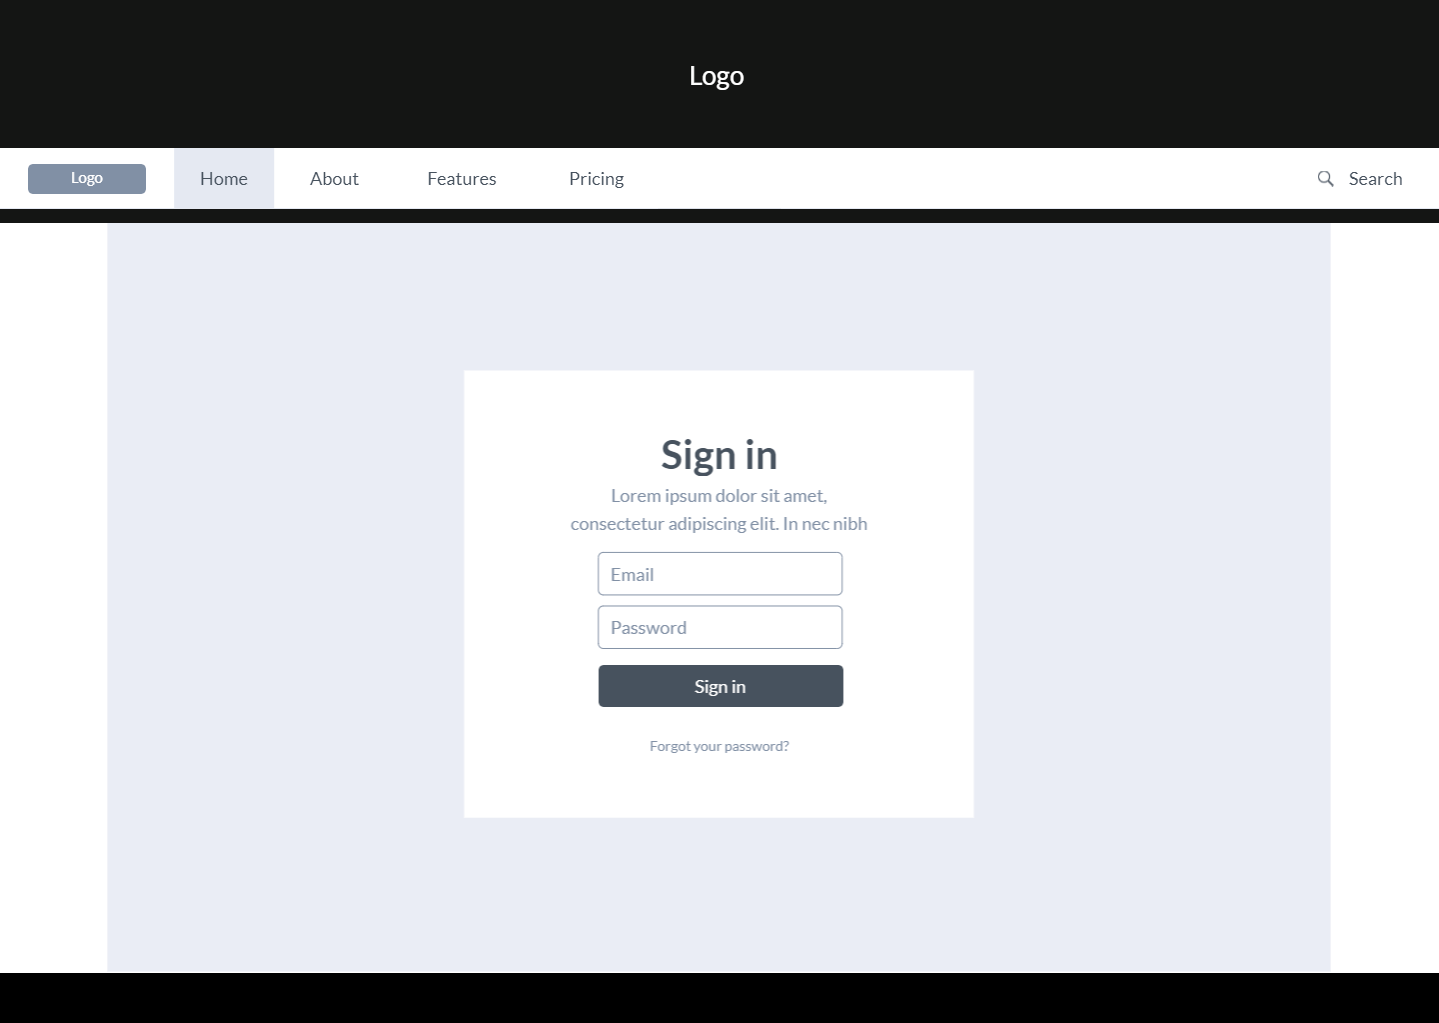 Logo
Logo
Home About Features Pricing Search
Sign in
Lorem ipsum dolor sit amet,
consectetur adipiscing elit. In nec nibh
Email
Password
Sign in
Forgot your password?